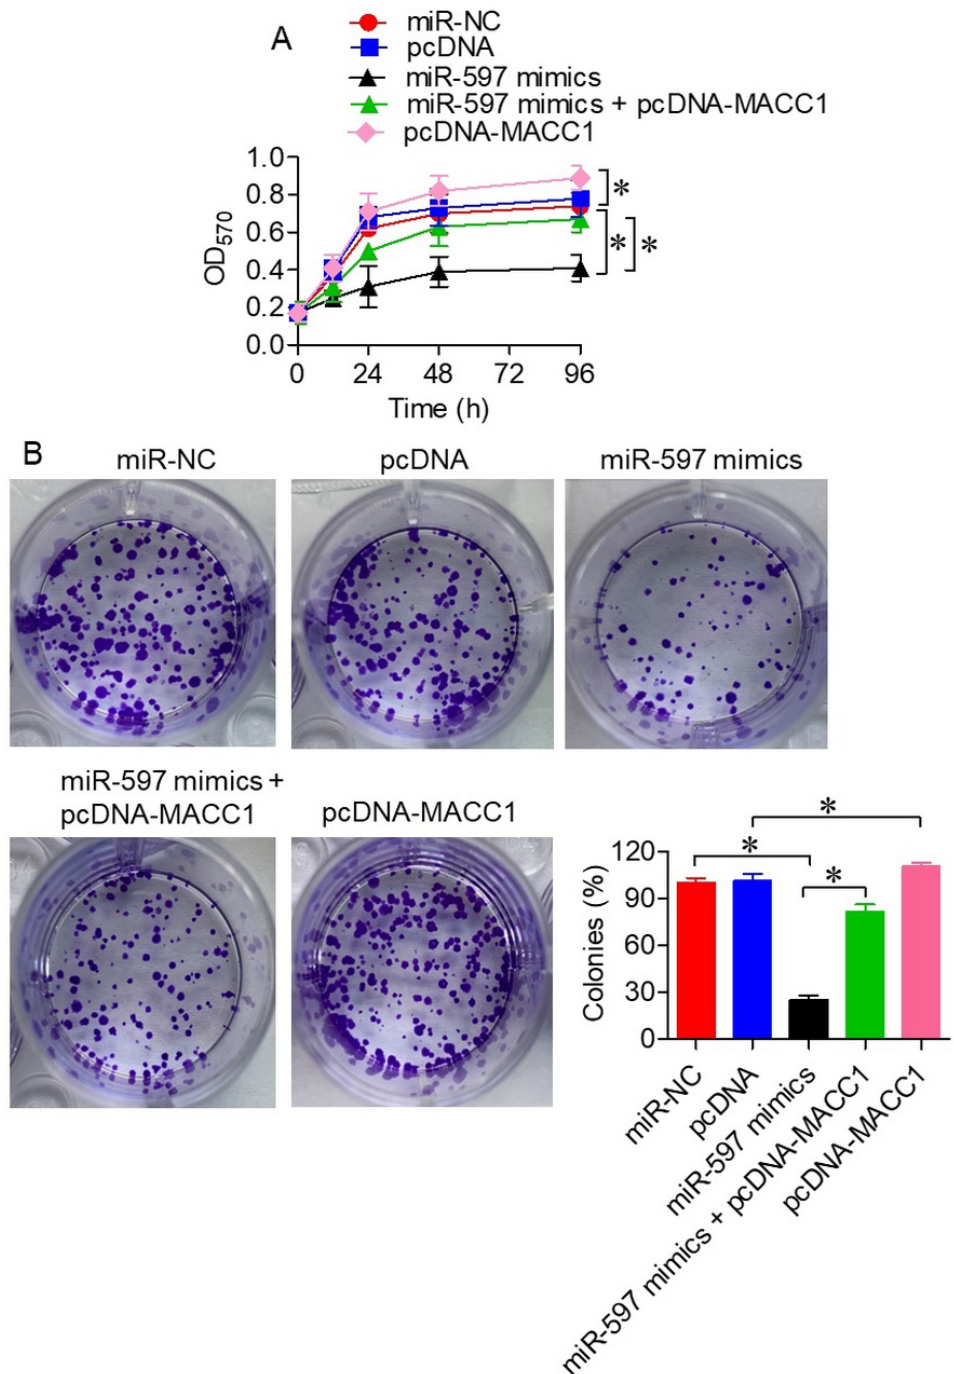 A
miR-NC
pcDNA
miR-597 mimics
miR-597 mimics + pcDNA-MACC1
pcDNA-MACC1
1.0
0.8
0.6
0.4
0.2
0.0
OD570
*
*
*
0
24
48
72
96
Time (h)
B
miR-NC
pcDNA
miR-597 mimics
miR-597 mimics +
pcDNA-MACC1
pcDNA-MACC1
*
*
*
120
90
60
30
0
Colonies (%)
miR-NC
pcDNA
miR-597 mimics
miR-597 mimics + pcDNA-MACC1
pcDNA-MACC1